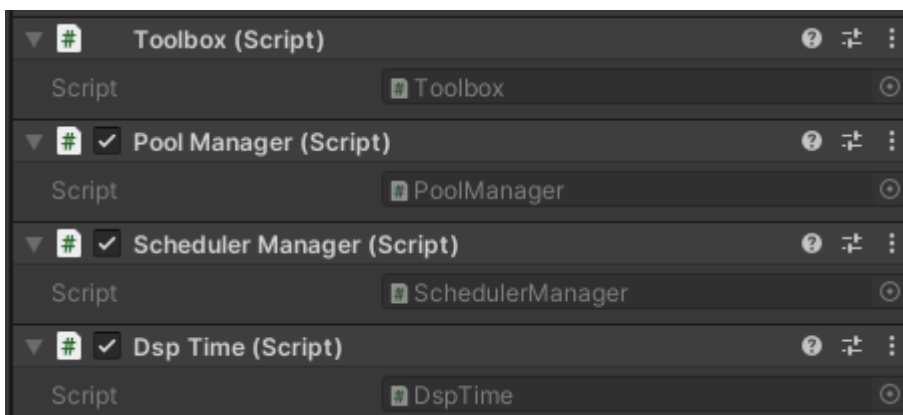 Toolbox (Script)
Script Toolbox
Pool Manager (Script)
Script PoolManager
Scheduler Manager (Script)
Script SchedulerManager
Dsp Time (Script)
Script DspTime